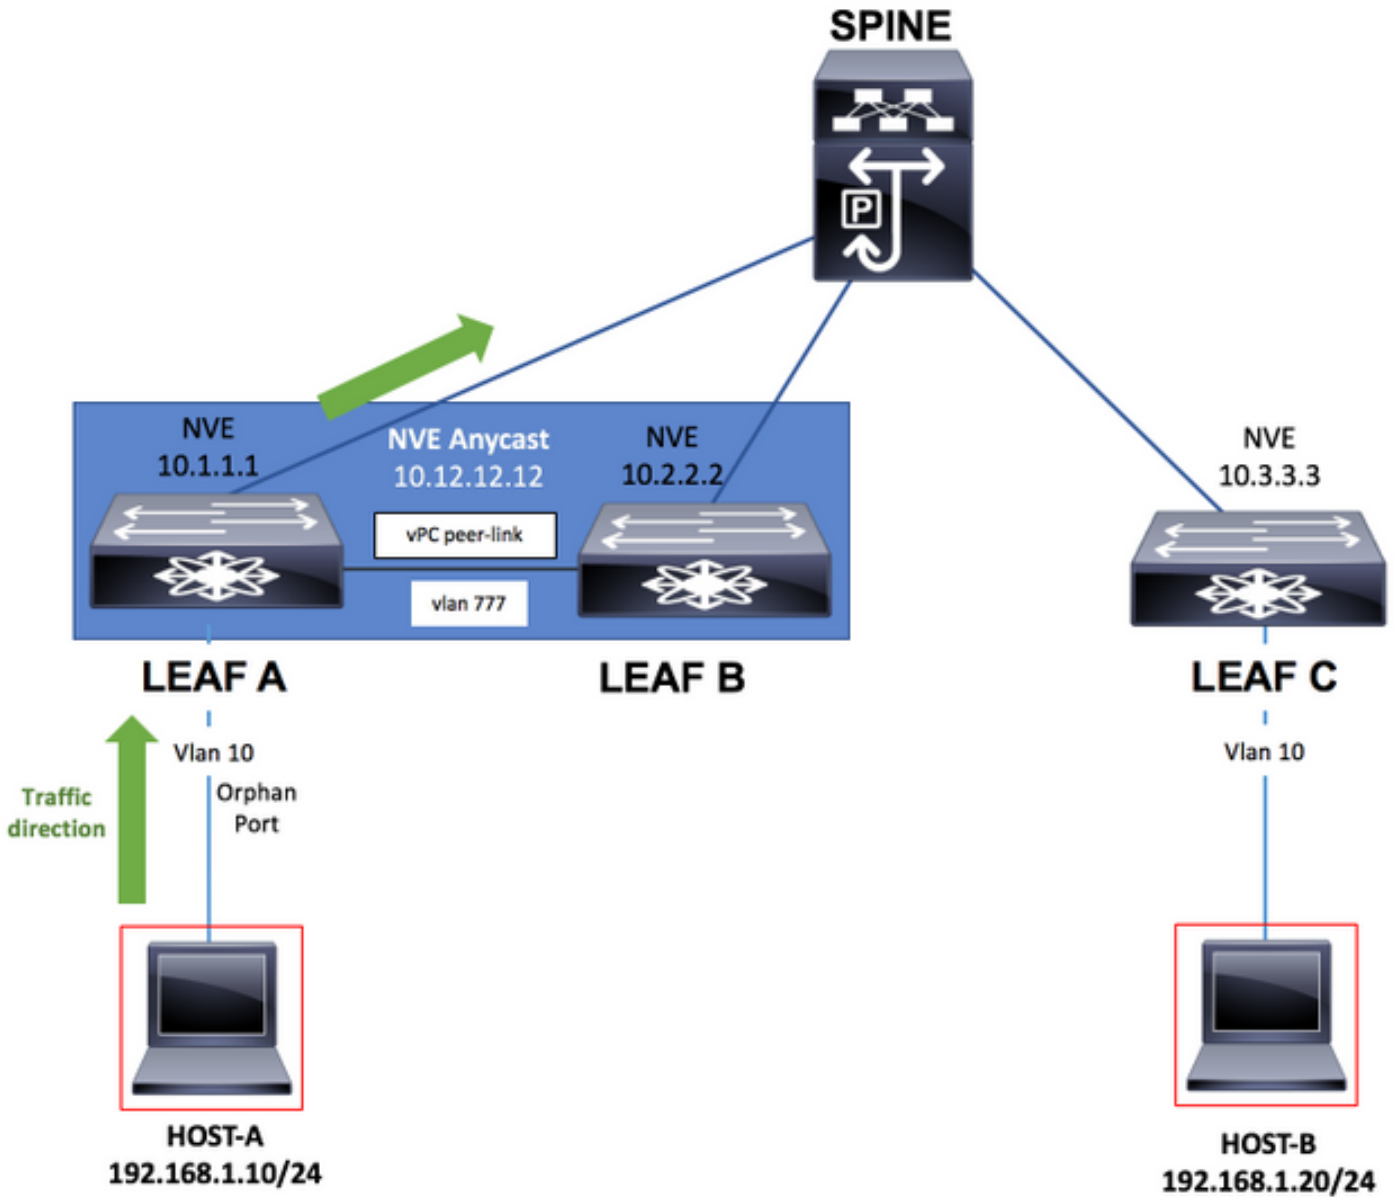 SPINE
P
NVE
10.1.1.1
NVE Anycast
10.12.12.12
NVE
10.2.2.2
NVE
10.3.3.3
vPC peer-link
vlan 777
LEAF A
LEAF B
LEAF C
Vlan 10
Vlan 10
Orphan
Port
Traffic
direction
HOST-A
192.168.1.10/24
HOST-B
192.168.1.20/24